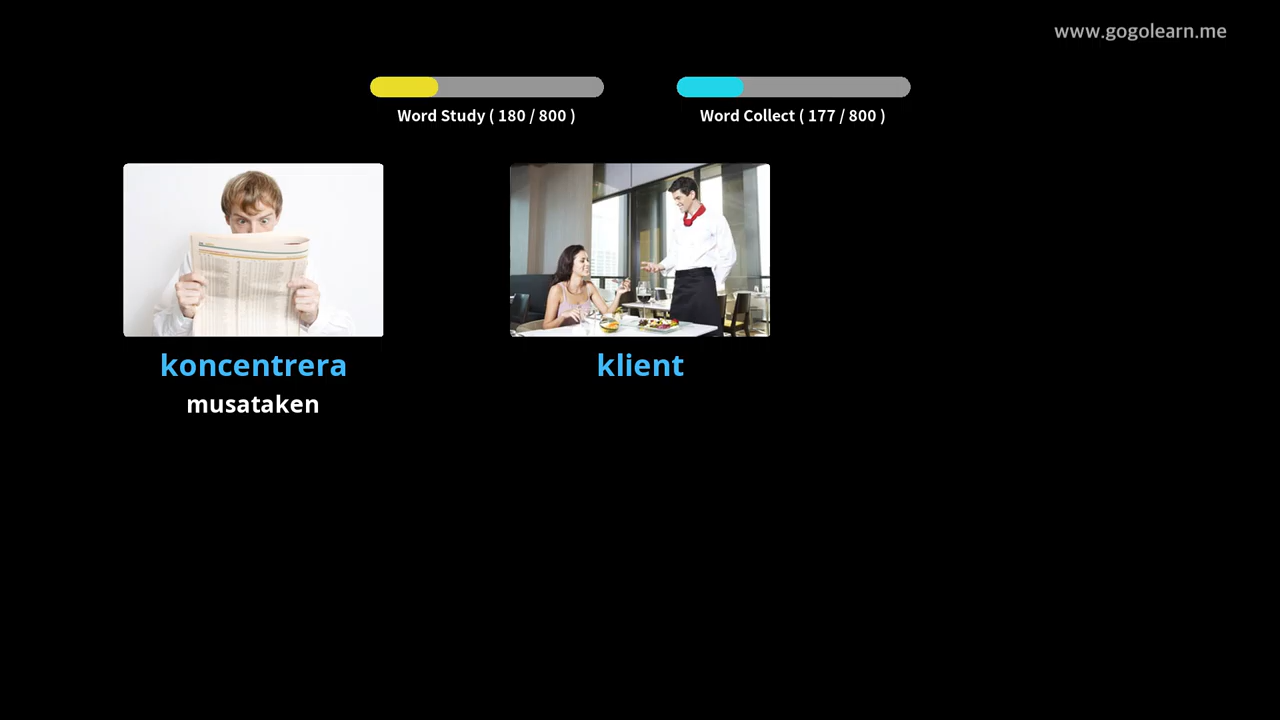 www.gogolearn.me
Word Study ( 180 / 800 )
Word Collect ( 177 / 800 )
koncentrera
klient
musataken